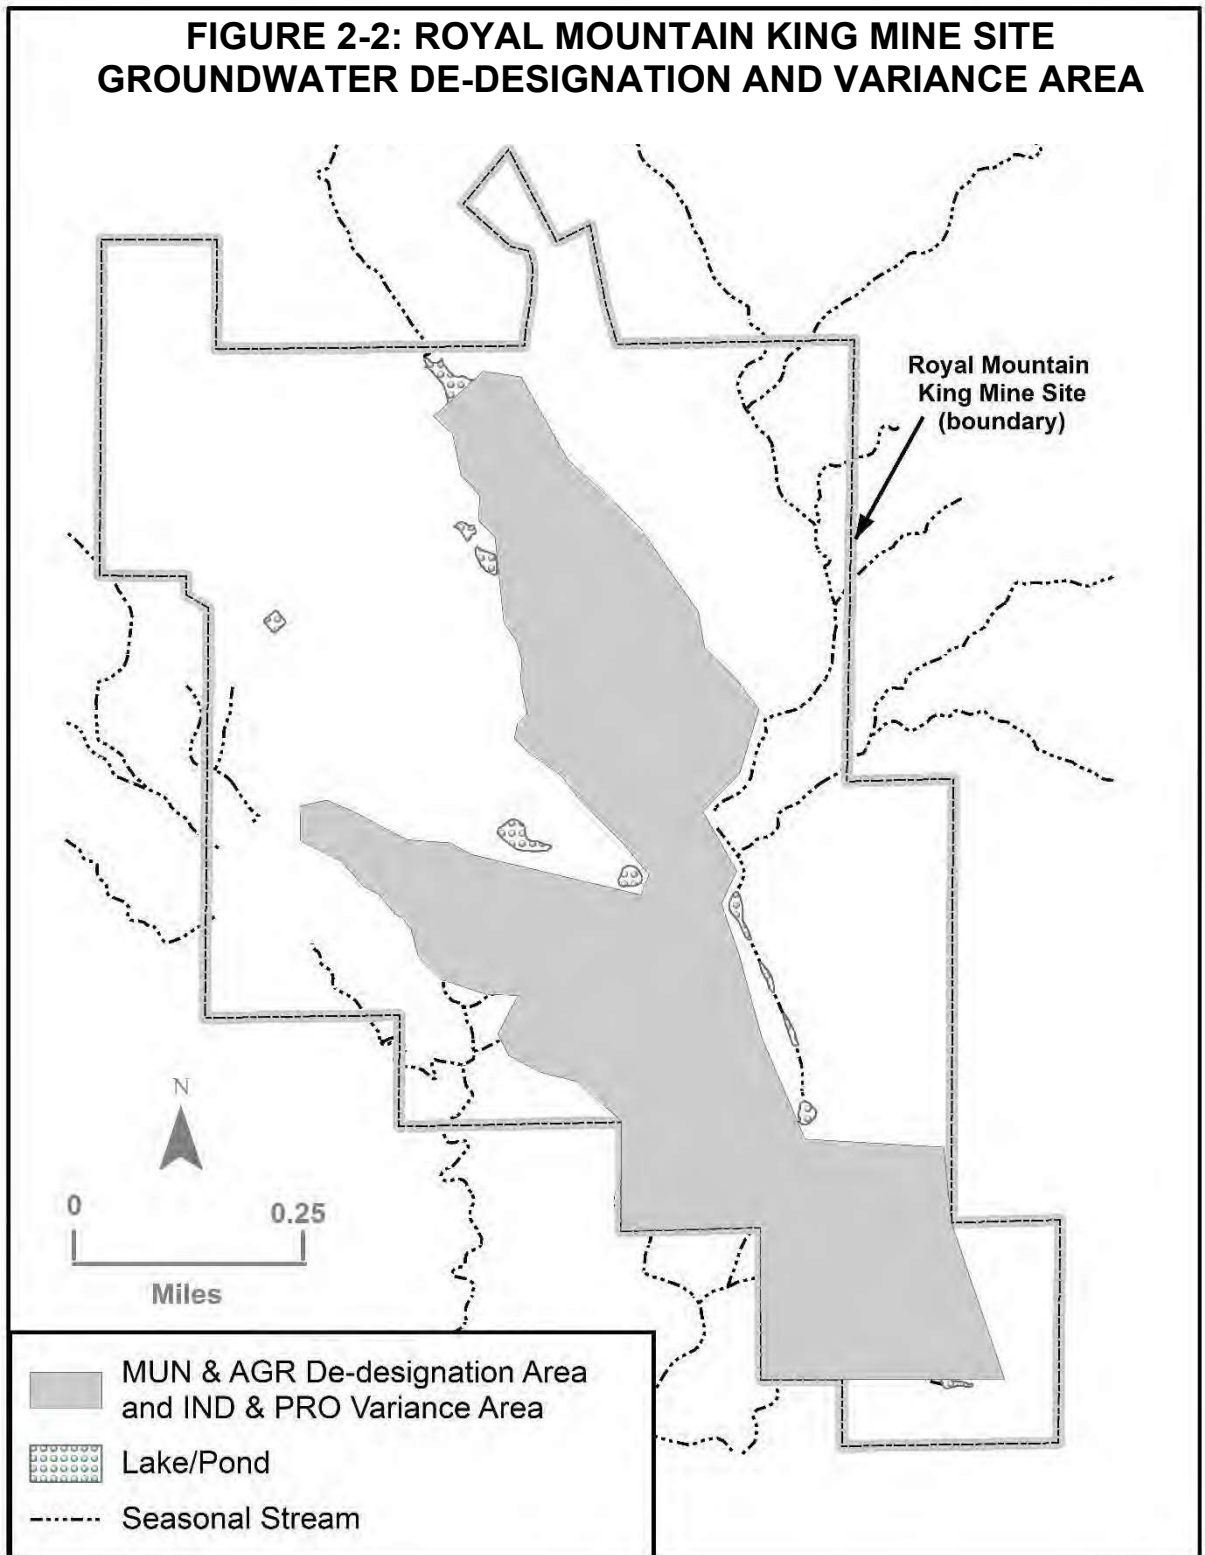 FIGURE 2-2: ROYAL MOUNTAIN KING MINE SITE
GROUNDWATER DE-DESIGNATION AND VARIANCE AREA
Royal Mountain
King Mine Site
(boundary)
N
0 0.25
Miles
MUN & AGR De-designation Area
and IND & PRO Variance Area
Lake/Pond
Seasonal Stream